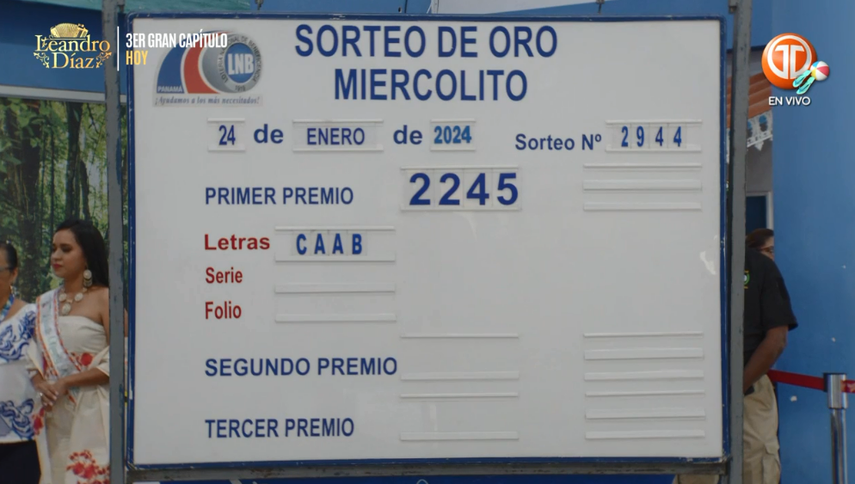 Leandro
Díaz
3ER GRAN CAPÍTULO
HOY
SORTEO DE ORO
MIERCOLITO
LNB
PANAMÁ
¡Ayudamos a los más necesitados!
EN VIVO
24 de ENERO de 2024 Sorteo Nº 2944
PRIMER PREMIO 2245
Letras CAAB
Serie
Folio
SEGUNDO PREMIO
TERCER PREMIO